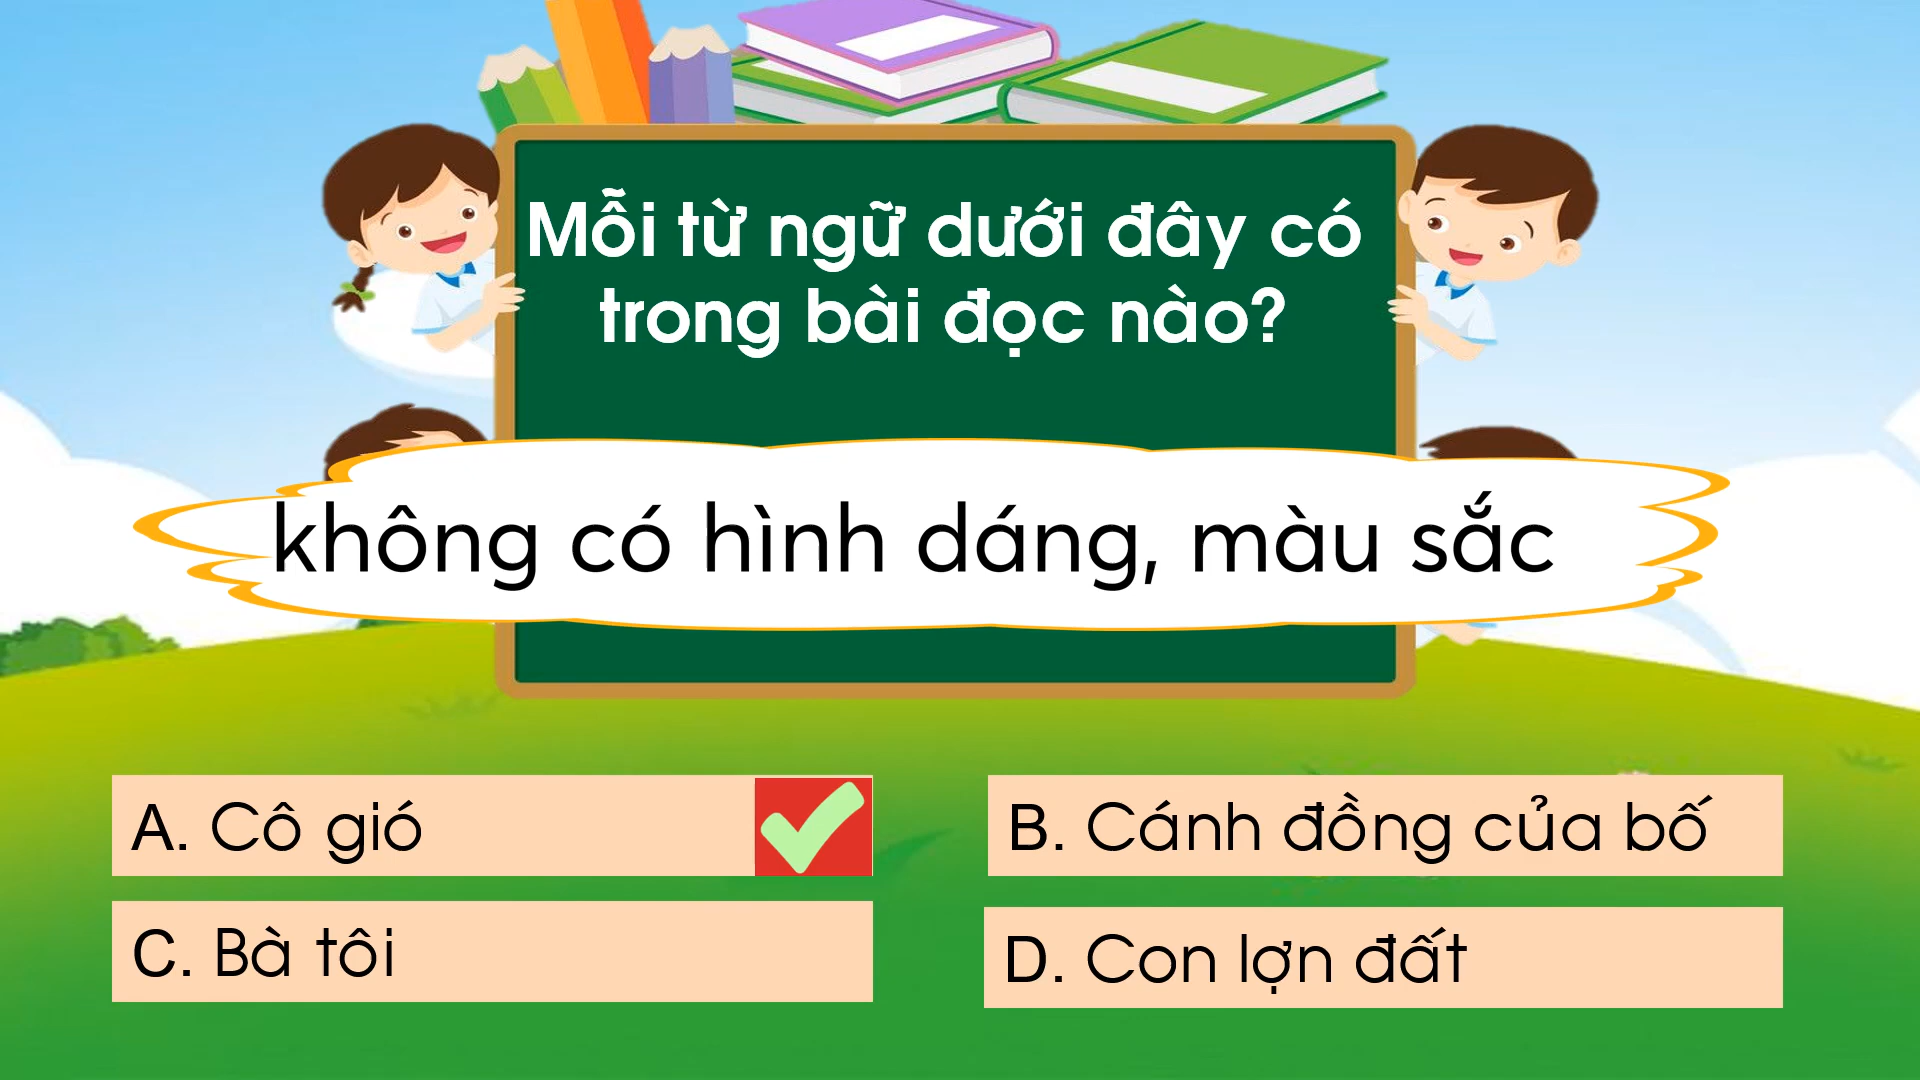 Mỗi từ ngữ dưới đây có
trong bài đọc nào?
không có hình dáng, màu sắc
A. Cô gió
B. Cánh đồng của bố
C. Bà tôi
D. Con lợn đất